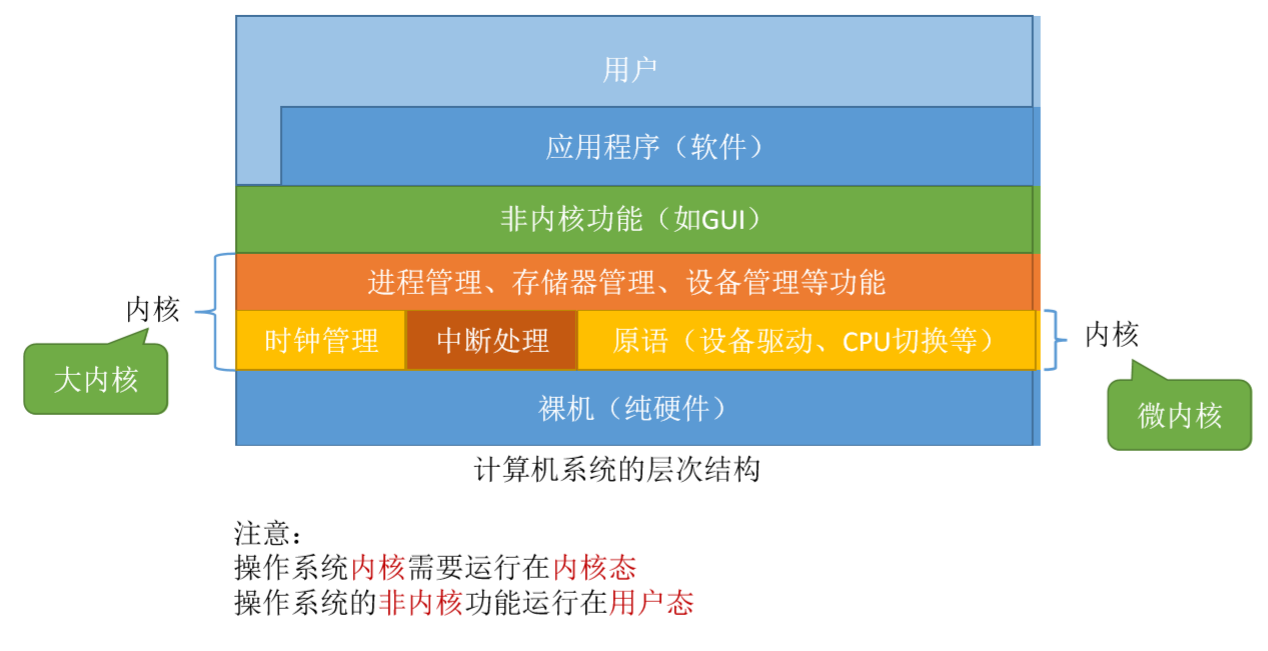 用户
应用程序（软件）
非内核功能（如GUI）
进程管理、存储器管理、设备管理等功能
内核
时钟管理 中断处理 原语（设备驱动、CPU切换等）
内核
大内核
裸机（纯硬件）
微内核
计算机系统的层次结构
注意：
操作系统内核需要运行在内核态
操作系统的非内核功能运行在用户态